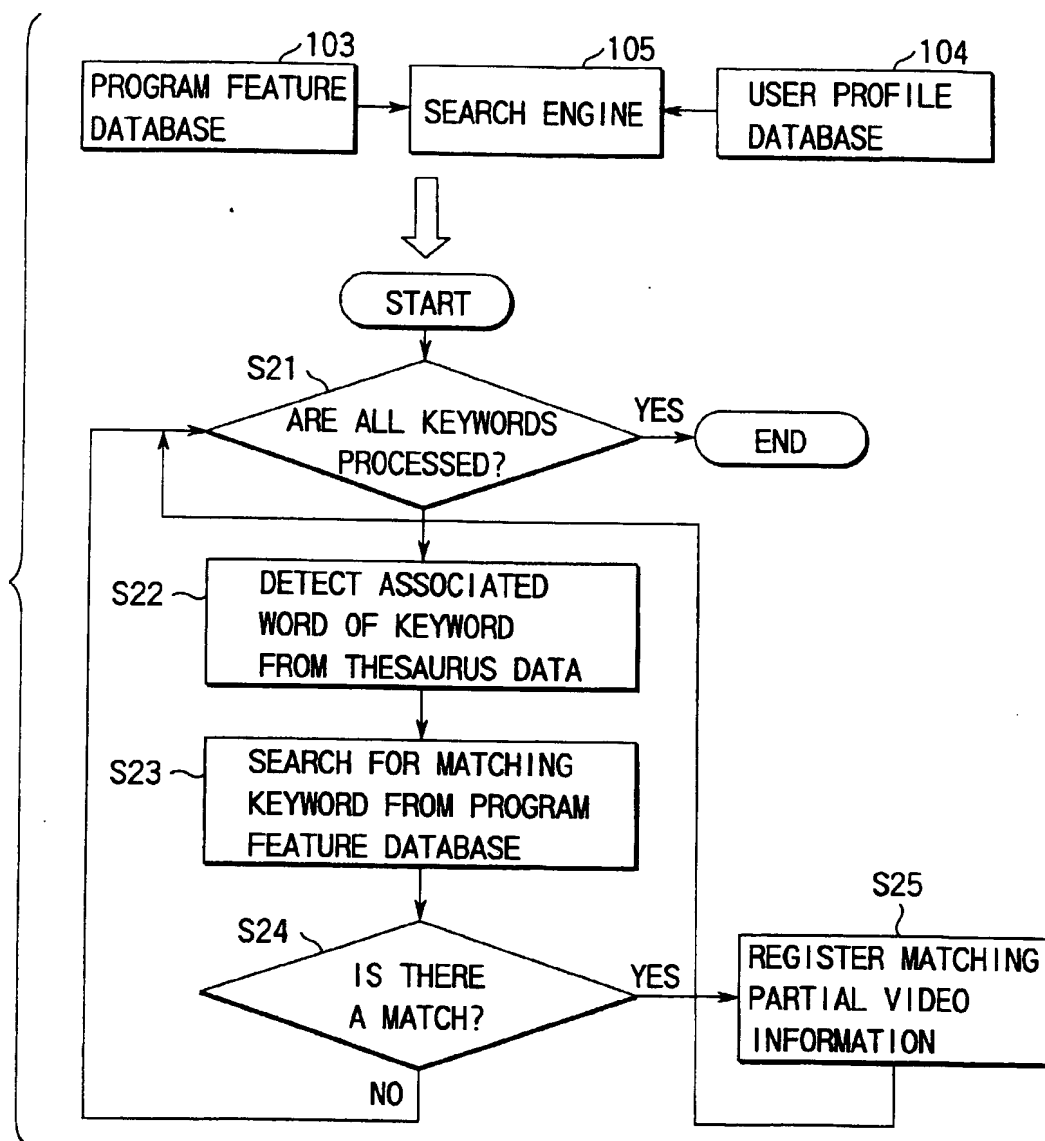 103
PROGRAM FEATURE
DATABASE
105
SEARCH ENGINE
104
USER PROFILE
DATABASE
START
S21
ARE ALL KEYWORDS
PROCESSED?
YES
END
S22
DETECT ASSOCIATED
WORD OF KEYWORD
FROM THESAURUS DATA
S23
SEARCH FOR MATCHING
KEYWORD FROM PROGRAM
FEATURE DATABASE
S24
IS THERE
A MATCH?
YES
NO
S25
REGISTER MATCHING
PARTIAL VIDEO
INFORMATION